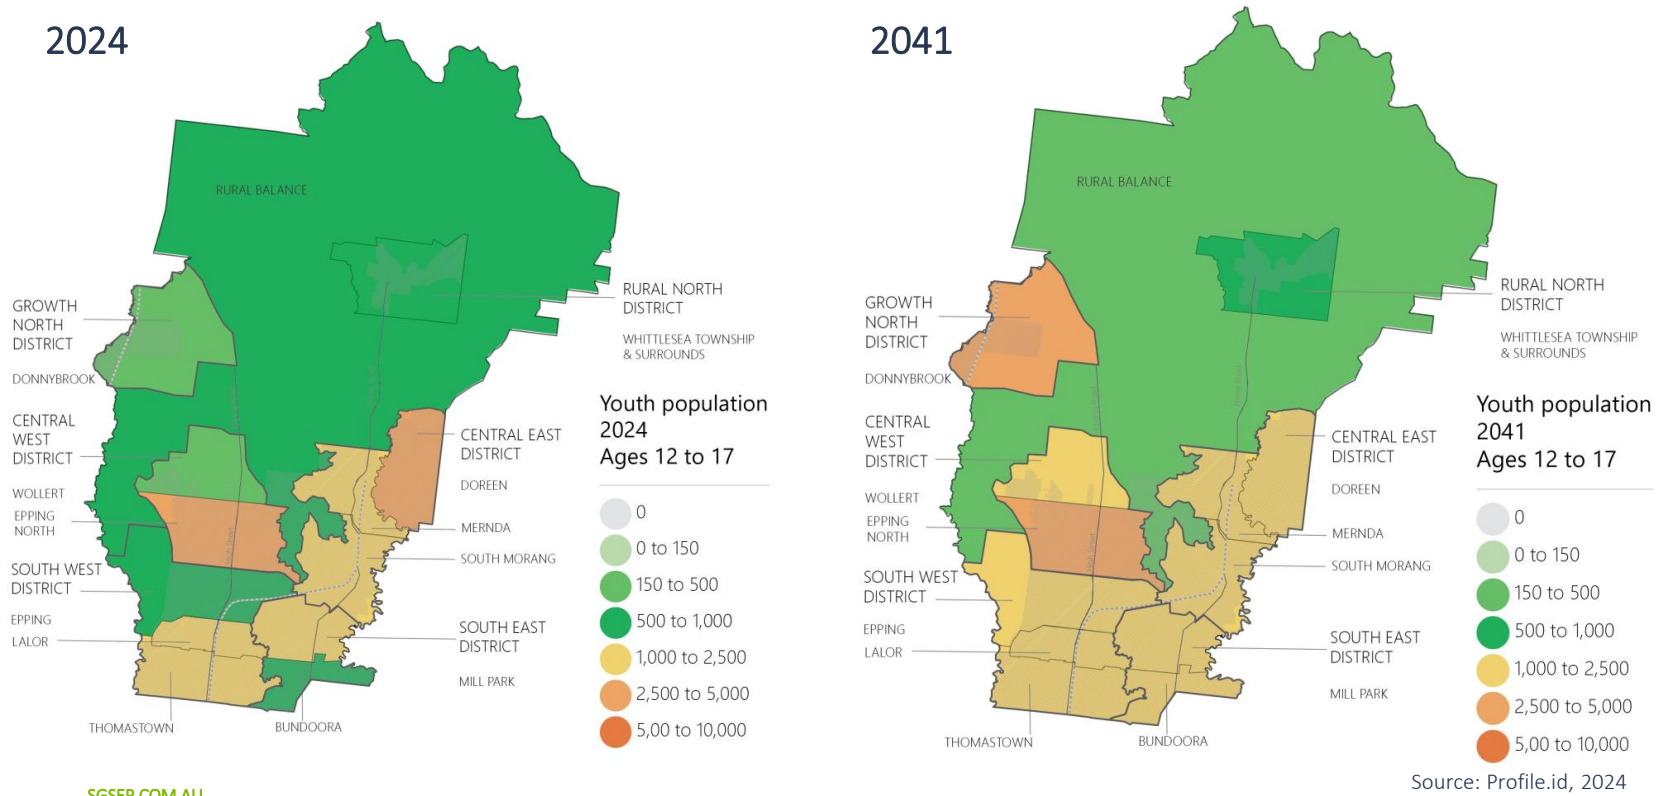 2024
RURAL BALANCE
GROWTH
NORTH
DISTRICT
DONNYBROOK
CENTRAL
WEST
DISTRICT
WOLLERT
EPPING
NORTH
SOUTH WEST
DISTRICT
EPPING
LALOR
THOMASTOWN
BUNDOORA
RURAL NORTH
DISTRICT
WHITTLESEA TOWNSHIP
& SURROUNDS
CENTRAL EAST
DISTRICT
DOREEN
MERNDA
SOUTH MORANG
SOUTH EAST
DISTRICT
MILL PARK
Youth population
2024
Ages 12 to 17
0
0 to 150
150 to 500
500 to 1,000
1,000 to 2,500
2,500 to 5,000
5,00 to 10,000
2041
RURAL BALANCE
GROWTH
NORTH
DISTRICT
DONNYBROOK
CENTRAL
WEST
DISTRICT
WOLLERT
EPPING
NORTH
SOUTH WEST
DISTRICT
EPPING
LALOR
THOMASTOWN
BUNDOORA
RURAL NORTH
DISTRICT
WHITTLESEA TOWNSHIP
& SURROUNDS
CENTRAL EAST
DISTRICT
DOREEN
MERNDA
SOUTH MORANG
SOUTH EAST
DISTRICT
MILL PARK
Youth population
2041
Ages 12 to 17
0
0 to 150
150 to 500
500 to 1,000
1,000 to 2,500
2,500 to 5,000
5,00 to 10,000
Source: Profile.id, 2024
SGSEP.COM.AU